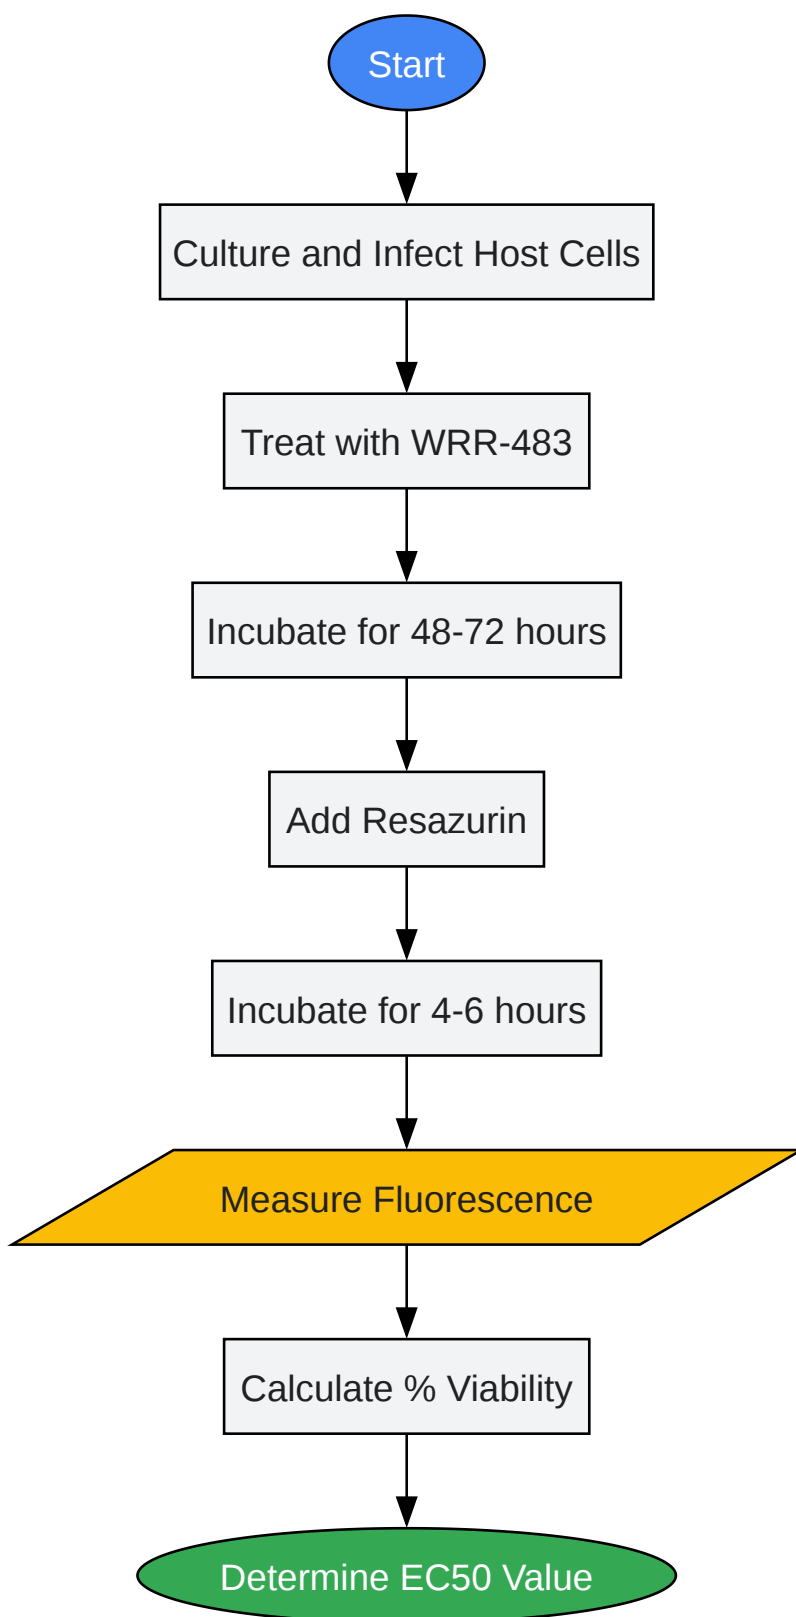 Start
Culture and Infect Host Cells
Treat with WRR-483
Incubate for 48-72 hours
Add Resazurin
Incubate for 4-6 hours
Measure Fluorescence
Calculate % Viability
Determine EC50 Value